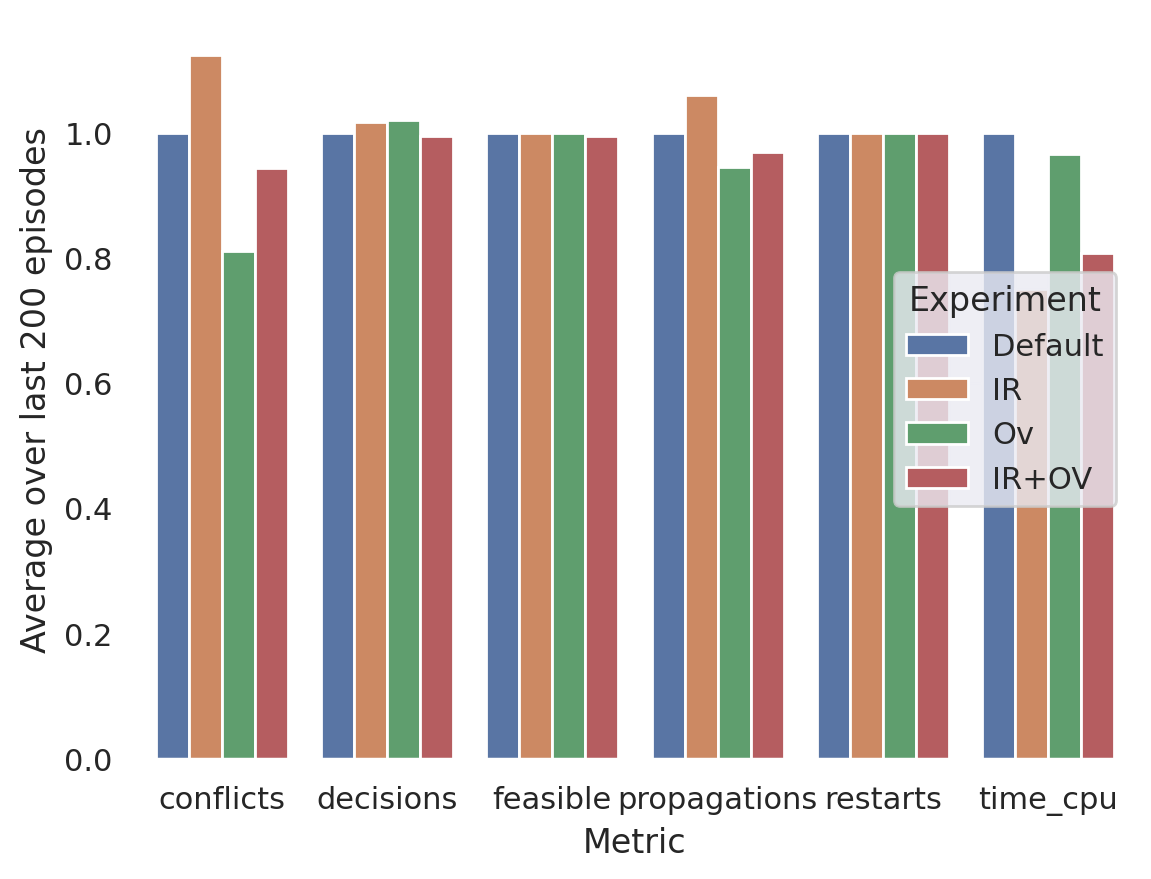 Average over last 200 episodes
1.0
0.8
0.6
0.4
0.2
0.0
Experiment
Default
IR
Ov
IR+OV
conflicts decisions feasible propagations restarts time_cpu
Metric